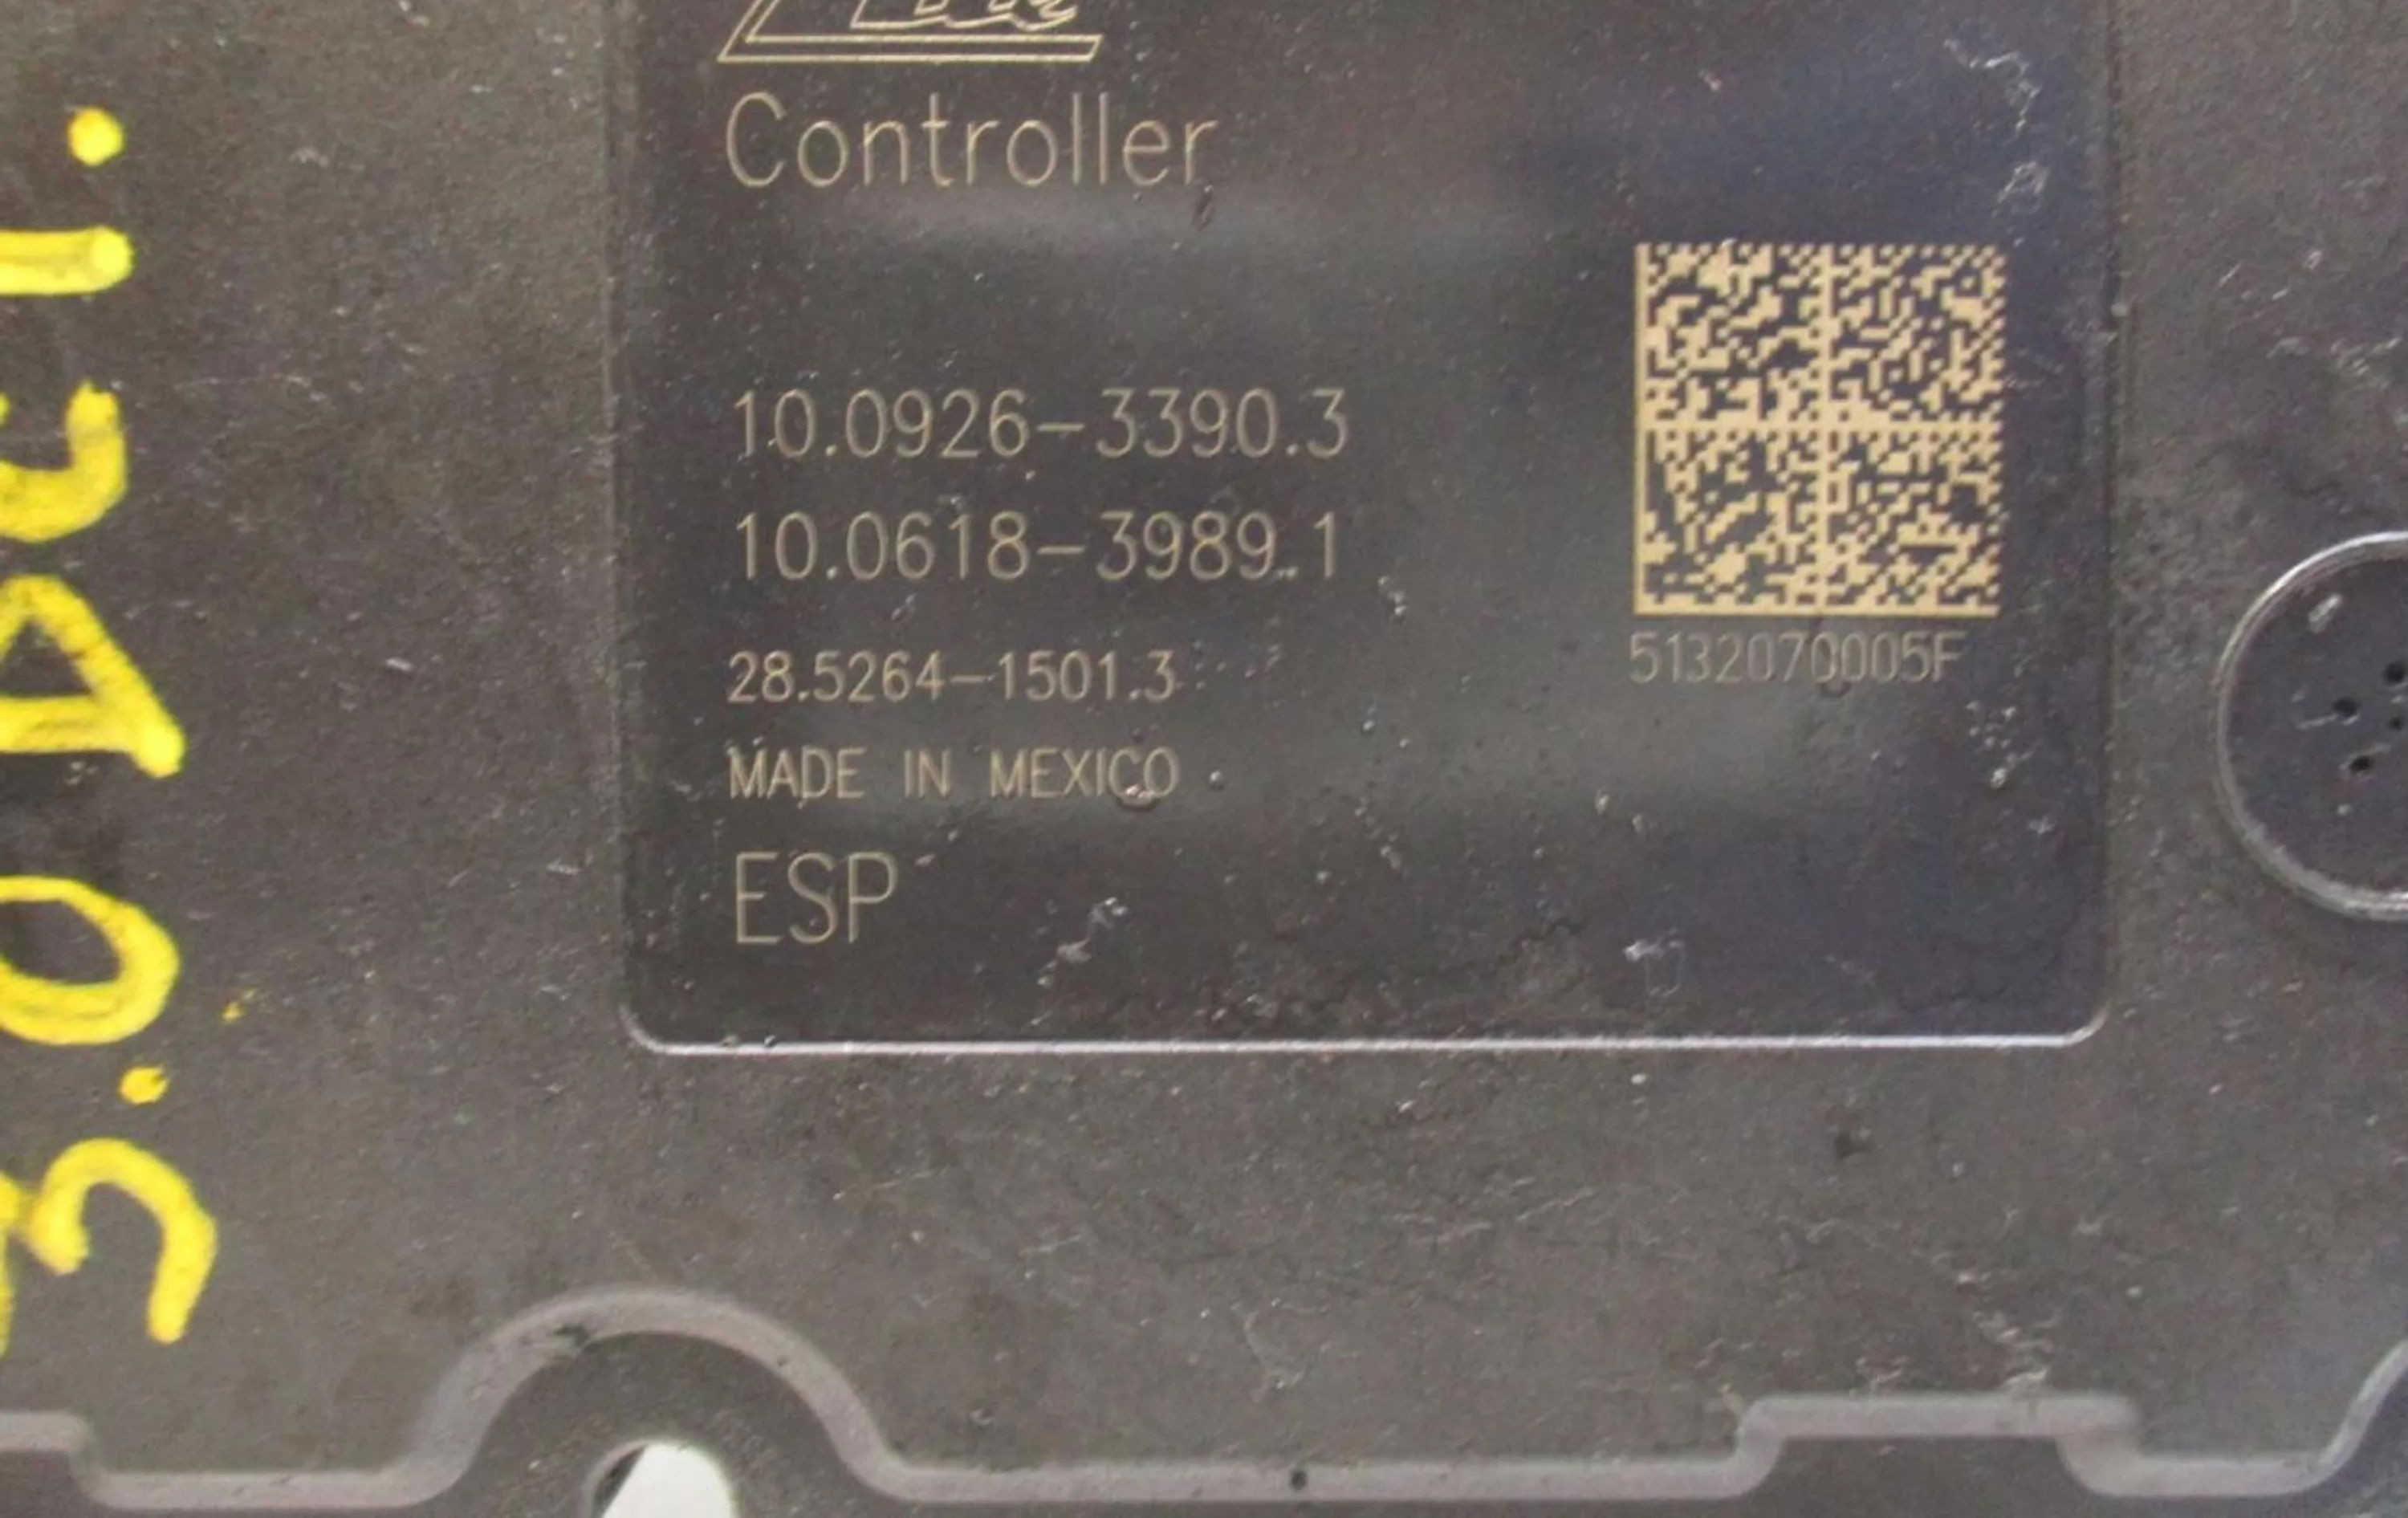 Controller
10.0926-3390.3
10.0618-3989.1
28.5264-1501.3
MADE IN MEXICO
ESP
5132070005F